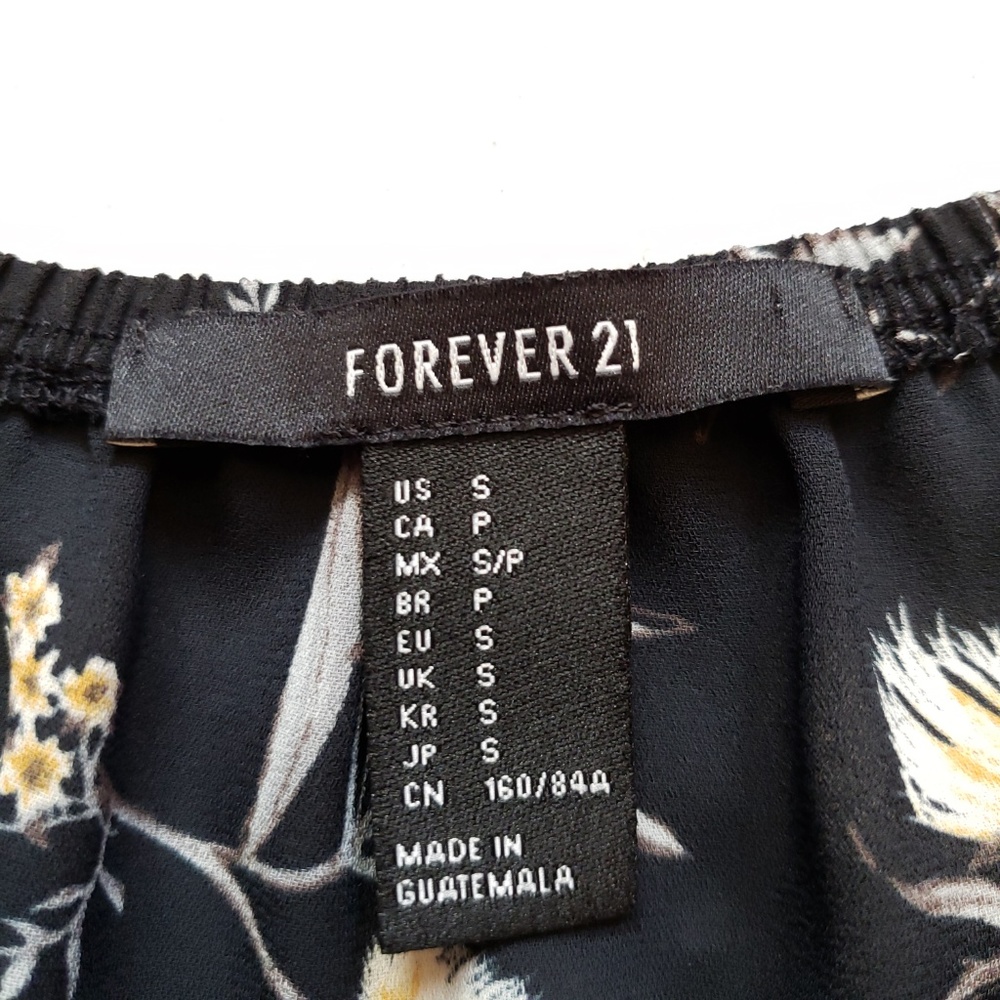 FOREVER 21
US S
CA P
MX S/P
BR P
EU S
UK S
KR S
JP S
CN 160/84A
MADE IN
GUATEMALA